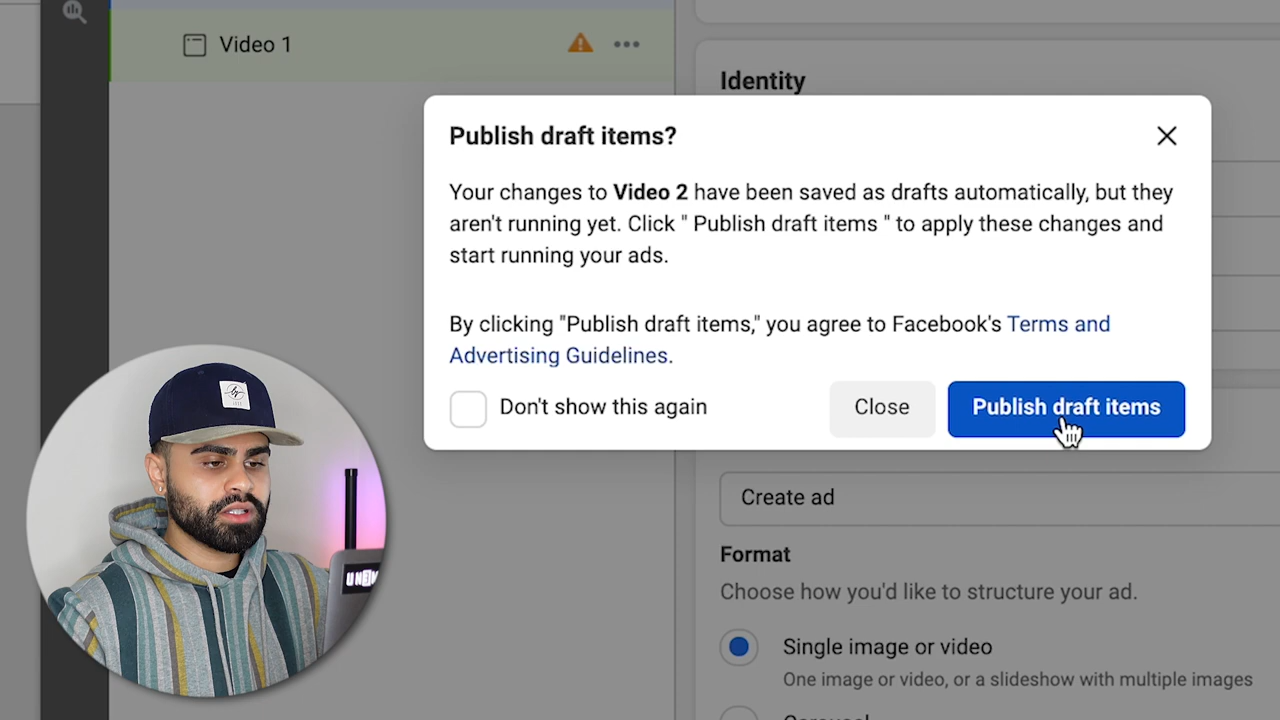 Video 1
Identity
Publish draft items?
Your changes to Video 2 have been saved as drafts automatically, but they
aren't running yet. Click " Publish draft items " to apply these changes and
start running your ads.
By clicking "Publish draft items," you agree to Facebook's Terms and
Advertising Guidelines.
Don't show this again
Close
Publish draft items
Create ad
Format
Choose how you'd like to structure your ad.
Single image or video
One image or video, or a slideshow with multiple images
Carousel